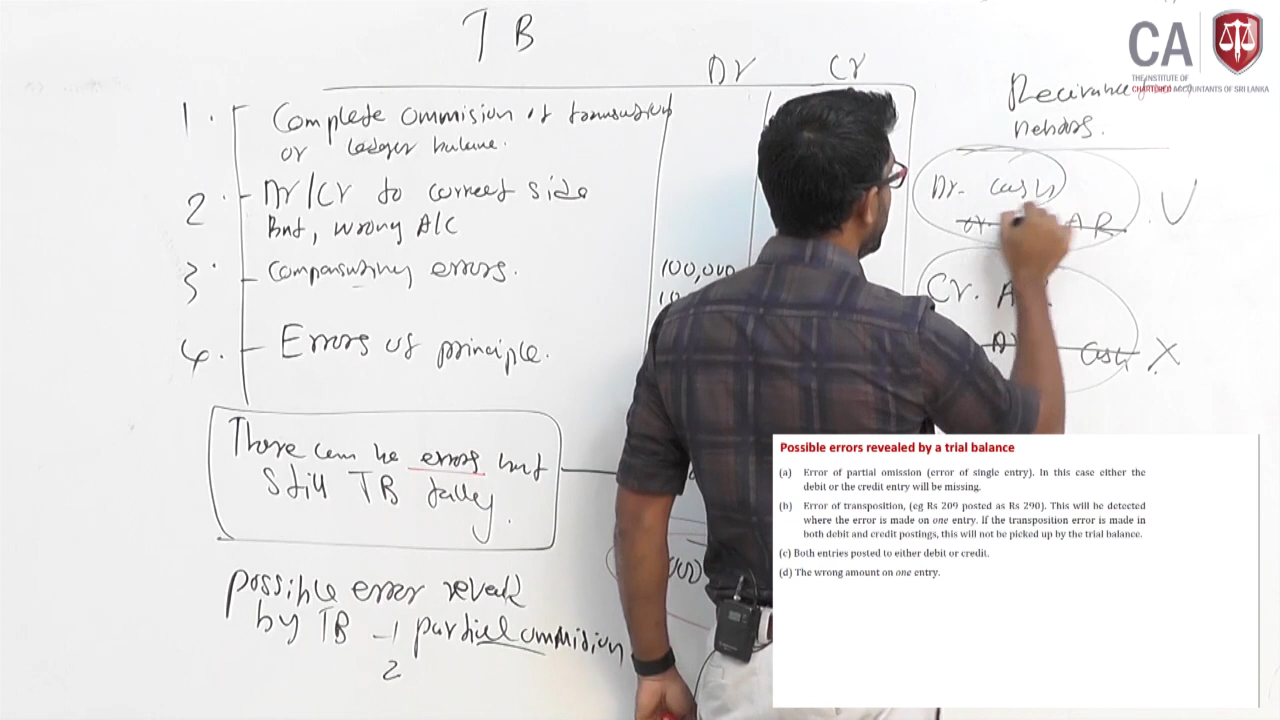 TB
Dr Cr
1. Complete ommision of transaction
or ledger balance.
2. - Dr/Cr to correct side
But, wrong A/C
3. - Compansating errors. 100,000
4. - Errors of principle.
There can be errors but
still TB tally.
possible error reveals
by TB - 1 partial ommision
2
CA
THE INSTITUTE OF
CHARTERED ACCOUNTANTS OF SRI LANKA
debtors.
Dr. cash
AR.
Cr.
Cash
Possible errors revealed by a trial balance
(a) Error of partial omission (error of single entry). In this case either the
debit or the credit entry will be missing.
(b) Error of transposition, (eg Rs 209 posted as Rs 290). This will be detected
where the error is made on one entry. If the transposition error is made in
both debit and credit postings, this will not be picked up by the trial balance.
(c) Both entries posted to either debit or credit.
(d) The wrong amount on one entry.